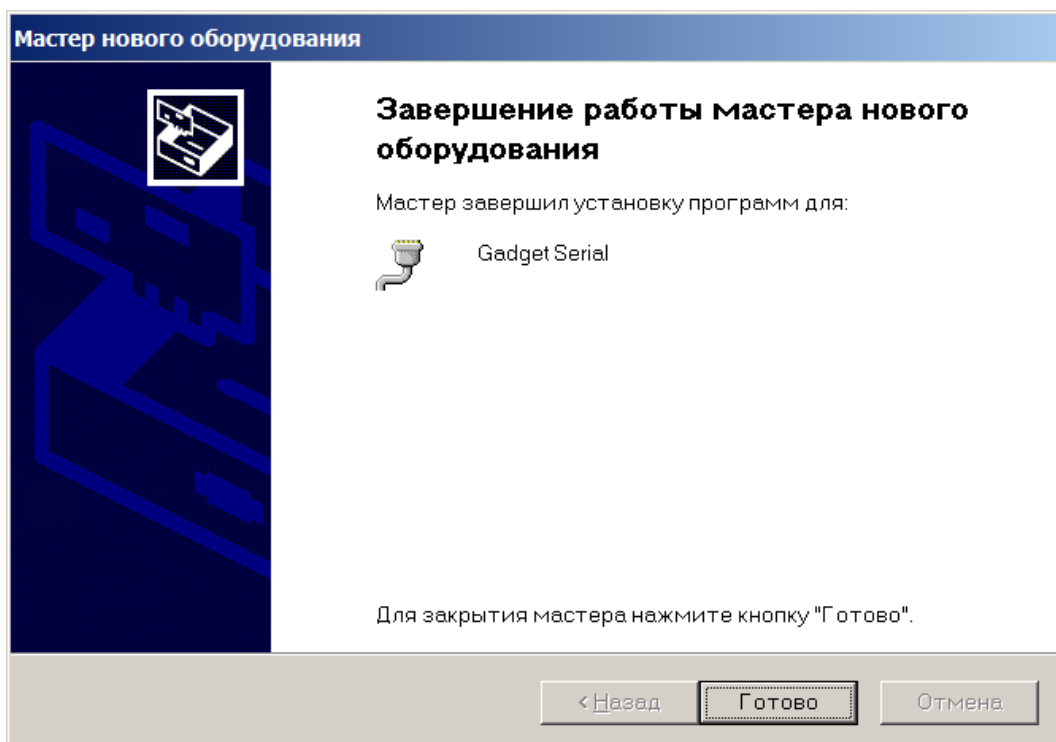 Мастер нового оборудования
Завершение работы мастера нового
оборудования
Мастер завершил установку программ для:
Gadget Serial
Для закрытия мастера нажмите кнопку "Готово".
< Назад
Готово
Отмена